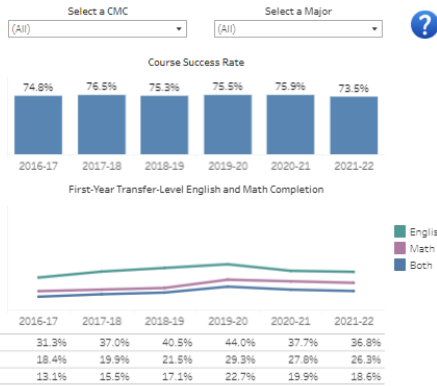 Select a CMC Select a Major
(All) (All)
?
Course Success Rate
74.8% 76.5% 75.3% 75.5% 75.9% 73.5%
2016-17 2017-18 2018-19 2019-20 2020-21 2021-22
First-Year Transfer-Level English and Math Completion
Englis
Math
Both
2016-17 2017-18 2018-19 2019-20 2020-21 2021-22
31.3% 37.0% 40.5% 44.0% 37.7% 36.8%
18.4% 19.9% 21.5% 29.3% 27.8% 26.3%
13.1% 15.5% 17.1% 22.7% 19.9% 18.6%